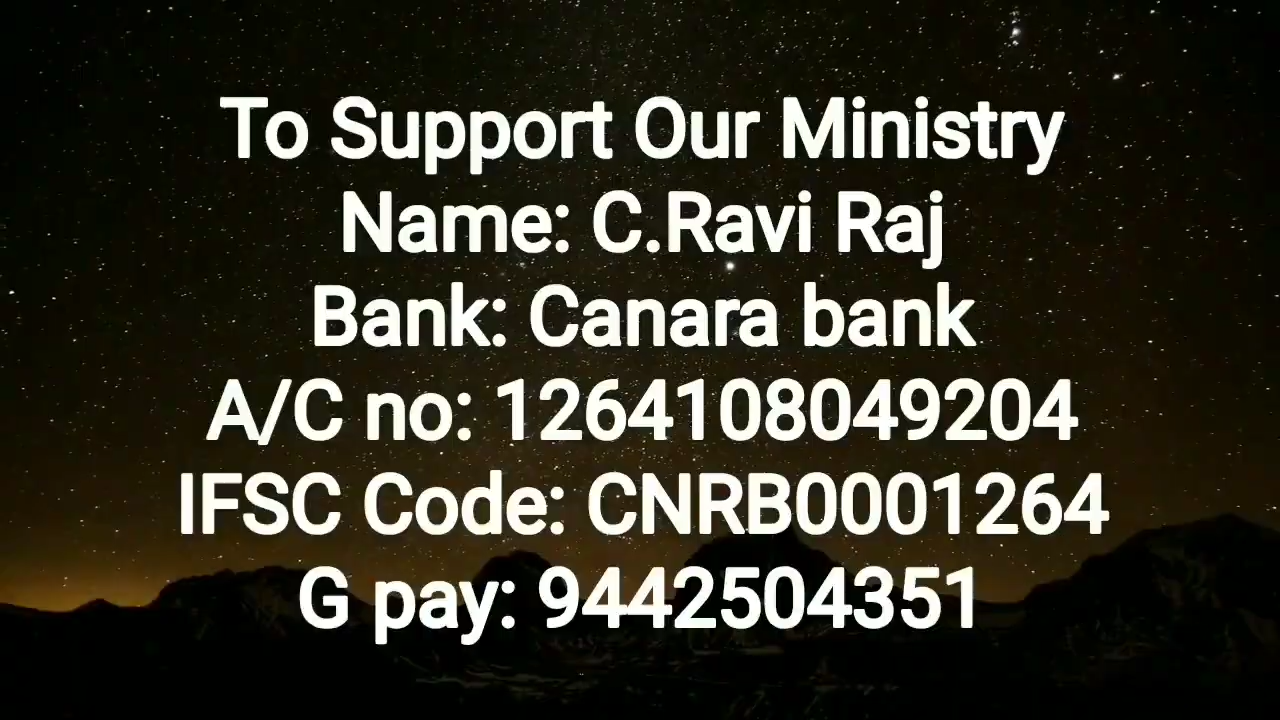 To Support Our Ministry
Name: C.Ravi Raj
Bank: Canara bank
A/C no: 1264108049204
IFSC Code: CNRB0001264
G pay: 9442504351